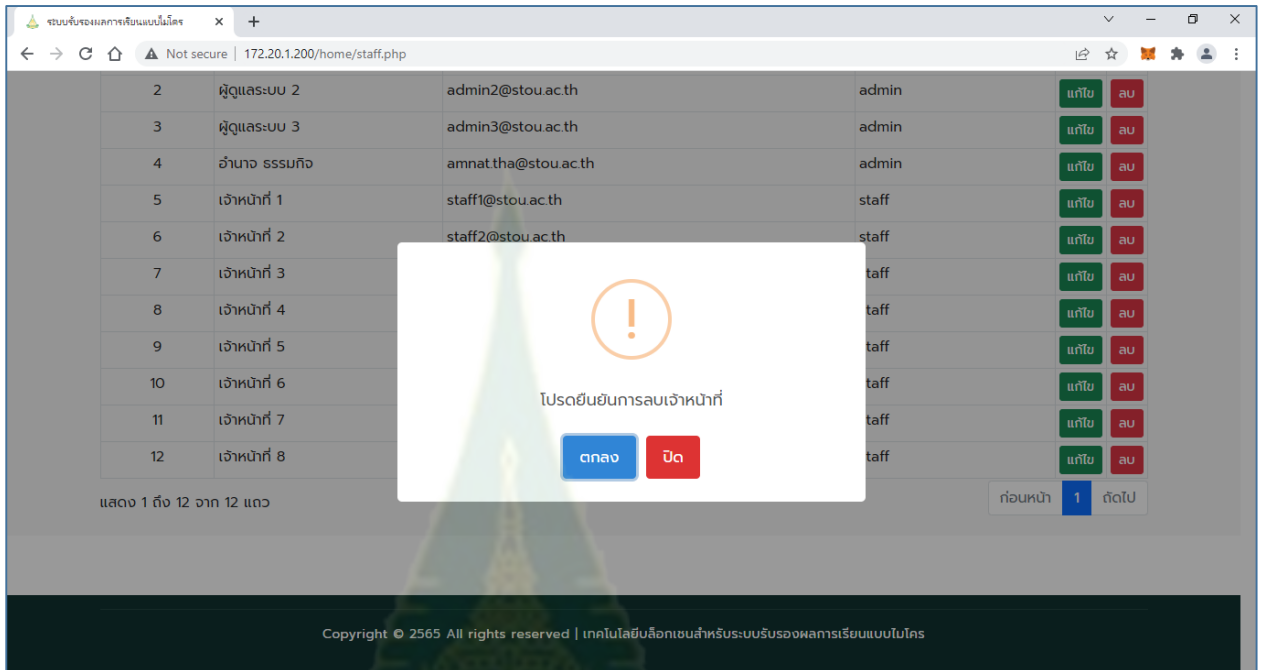 ระบบรับรองผลการเรียนแบบไมโคร
Not secure | 172.20.1.200/home/staff.php
2 ผู้ดูแลระบบ 2 admin2@stou.ac.th admin แก้ไข ลบ
3 ผู้ดูแลระบบ 3 admin3@stou.ac.th admin แก้ไข ลบ
4 อำนาจ ธรรมกิจ amnat.tha@stou.ac.th admin แก้ไข ลบ
5 เจ้าหน้าที่ 1 staff1@stou.ac.th staff แก้ไข ลบ
6 เจ้าหน้าที่ 2 staff2@stou.ac.th staff แก้ไข ลบ
7 เจ้าหน้าที่ 3 taff แก้ไข ลบ
8 เจ้าหน้าที่ 4 taff แก้ไข ลบ
9 เจ้าหน้าที่ 5 taff แก้ไข ลบ
10 เจ้าหน้าที่ 6 taff แก้ไข ลบ
11 เจ้าหน้าที่ 7 taff แก้ไข ลบ
12 เจ้าหน้าที่ 8 taff แก้ไข ลบ
!
โปรดยืนยันการลบเจ้าหน้าที่
ตกลง ปิด
แสดง 1 ถึง 12 จาก 12 แถว
ก่อนหน้า 1 ถัดไป
Copyright © 2565 All rights reserved | เทคโนโลยีบล็อกเชนสำหรับระบบรับรองผลการเรียนแบบไมโคร